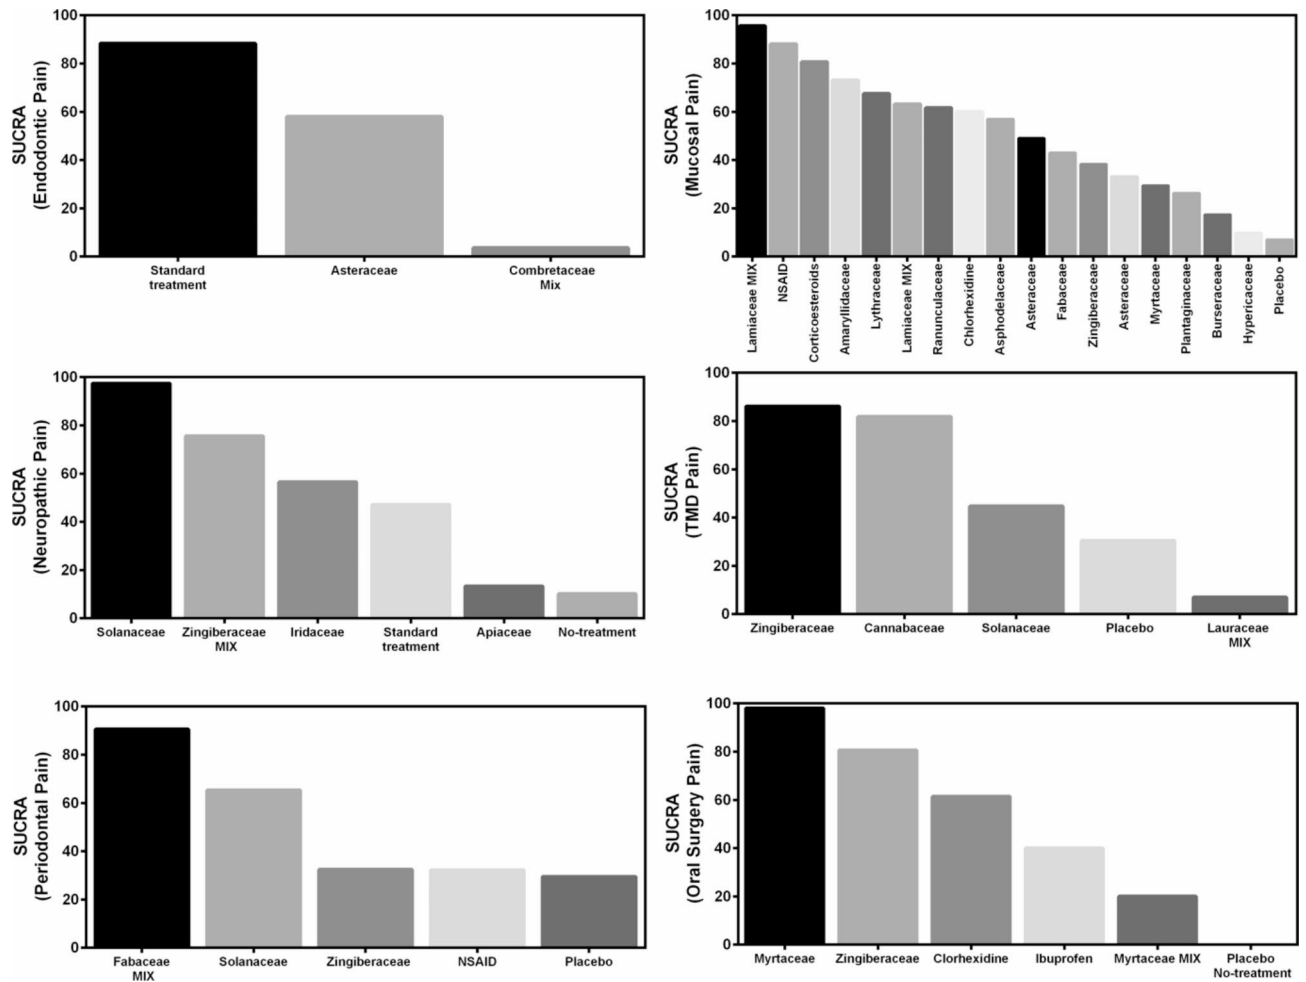 SUCRA
(Endodontic Pain)
100
80
60
40
20
0
Standard
treatment
Asteraceae
Combretaceae
Mix
SUCRA
(Mucosal Pain)
100
80
60
40
20
0
Lamiaceae MIX
NSAID
Corticoesteroids
Amaryllidaceae
Lythraceae
Lamiaceae MIX
Ranunculaceae
Chlorhexidine
Asphodelaceae
Asteraceae
Fabaceae
Zingiberaceae
Asteraceae
Myrtaceae
Plantaginaceae
Burseraceae
Hypericaceae
Placebo
SUCRA
(Neuropathic Pain)
100
80
60
40
20
0
Solanaceae
Zingiberaceae
MIX
Iridaceae
Standard
treatment
Apiaceae
No-treatment
SUCRA
(TMD Pain)
100
80
60
40
20
0
Zingiberaceae
Cannabaceae
Solanaceae
Placebo
Lauraceae
MIX
SUCRA
(Periodontal Pain)
100
80
60
40
20
0
Fabaceae
MIX
Solanaceae
Zingiberaceae
NSAID
Placebo
SUCRA
(Oral Surgery Pain)
100
80
60
40
20
0
Myrtaceae
Zingiberaceae
Clorhexidine
Ibuprofen
Myrtaceae MIX
Placebo
No-treatment